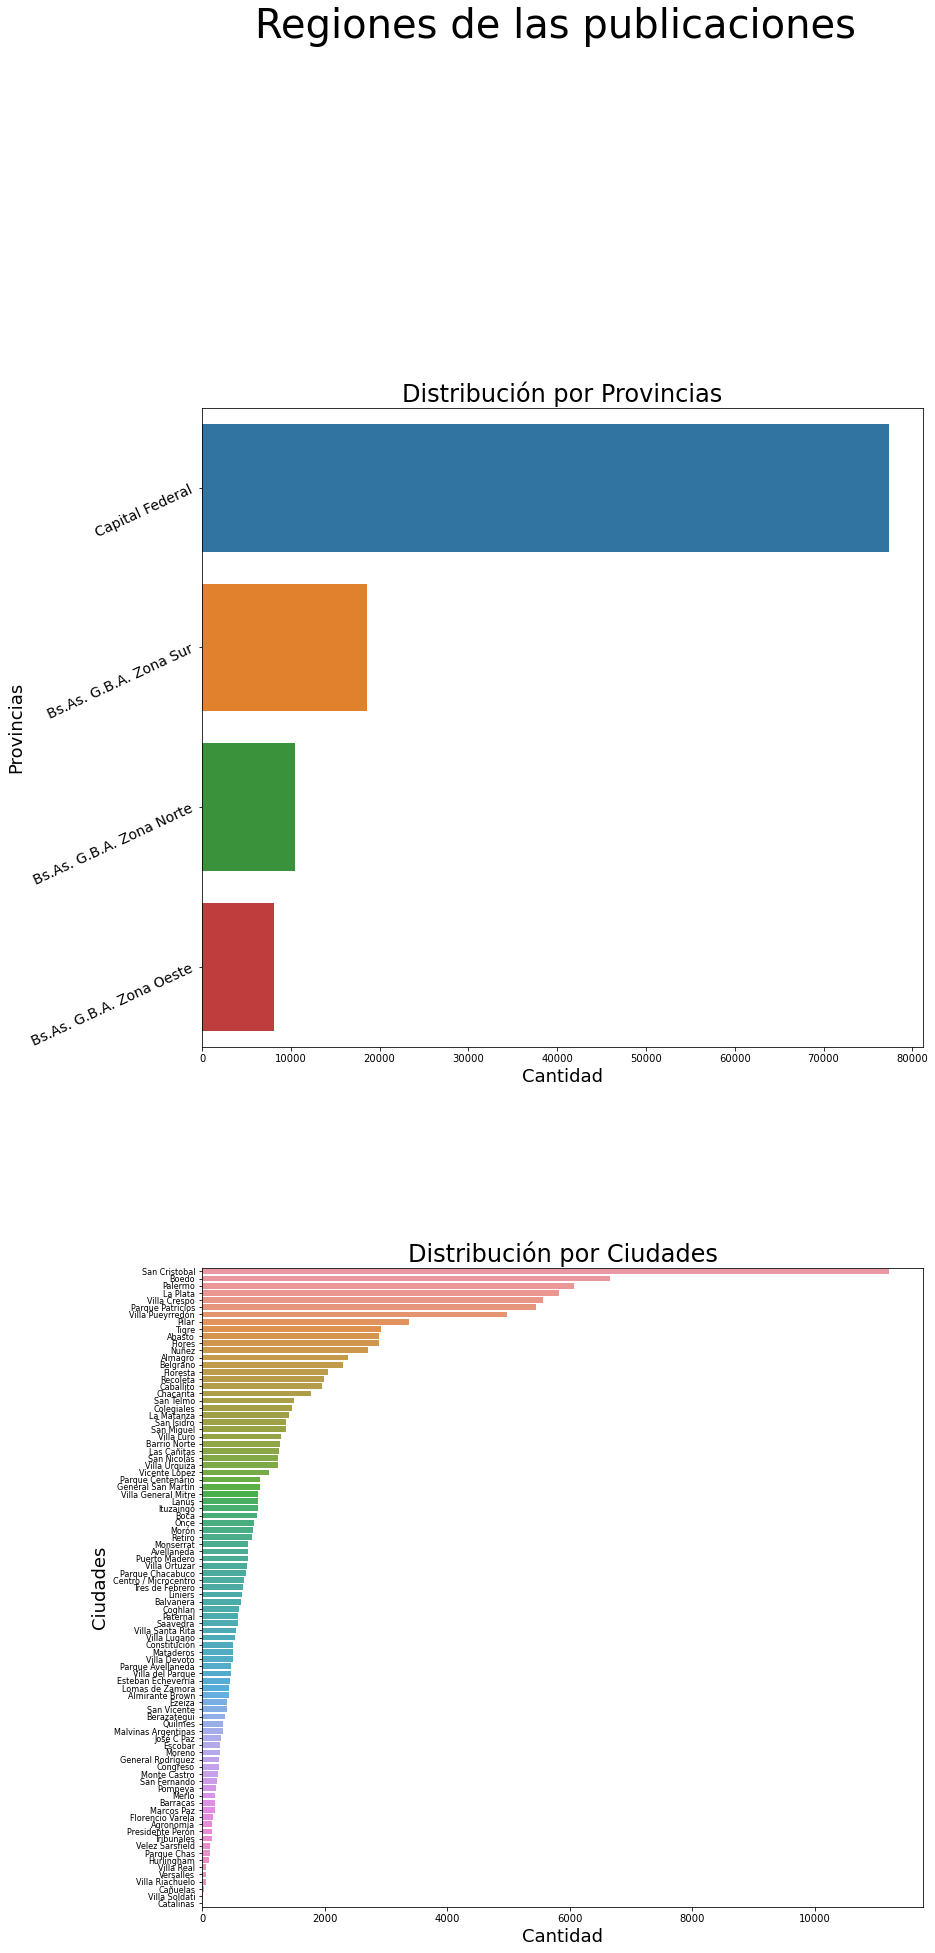 Regiones de las publicaciones
Distribución por Provincias
Provincias
Capital Federal
Bs.As. G.B.A. Zona Sur
Bs.As. G.B.A. Zona Norte
Bs.As. G.B.A. Zona Oeste
0 10000 20000 30000 40000 50000 60000 70000 80000
Cantidad
Distribución por Ciudades
Ciudades
San Cristobal
Boedo
Palermo
La Plata
Villa Crespo
Parque Patricios
Villa Pueyrredón
Pilar
Tigre
Abasto
Flores
Nuñez
Almagro
Belgrano
Floresta
Recoleta
Caballito
Chacarita
San Telmo
Colegiales
La Matanza
San Isidro
San Miguel
Villa Luro
Barrio Norte
Las Cañitas
San Nicolás
Villa Urquiza
Vicente López
Parque Centenario
General San Martín
Villa General Mitre
Lanús
Ituzaingó
Boca
Once
Morón
Retiro
Monserrat
Avellaneda
Puerto Madero
Villa Ortuzar
Parque Chacabuco
Centro / Microcentro
Tres de Febrero
Liniers
Balvanera
Coghlan
Paternal
Saavedra
Villa Santa Rita
Villa Lugano
Constitución
Mataderos
Villa Devoto
Parque Avellaneda
Villa del Parque
Esteban Echeverría
Lomas de Zamora
Almirante Brown
Ezeiza
San Vicente
Berazategui
Quilmes
Malvinas Argentinas
José C Paz
Escobar
Moreno
General Rodríguez
Congreso
Monte Castro
San Fernando
Pompeya
Merlo
Barracas
Marcos Paz
Florencio Varela
Agronomía
Presidente Perón
Tribunales
Velez Sarsfield
Parque Chas
Hurlingham
Villa Real
Versalles
Villa Riachuelo
Cañuelas
Villa Soldati
Catalinas
0 2000 4000 6000 8000 10000
Cantidad